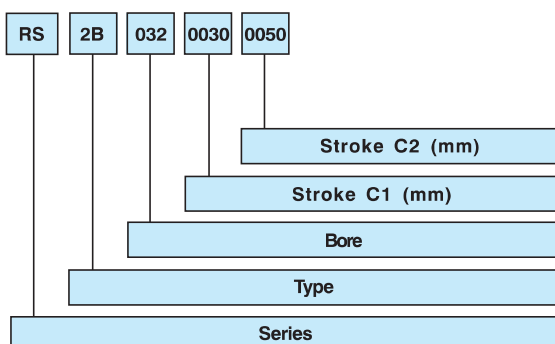 RS 2B 032 0030 0050
Stroke C2 (mm)
Stroke C1 (mm)
Bore
Type
Series